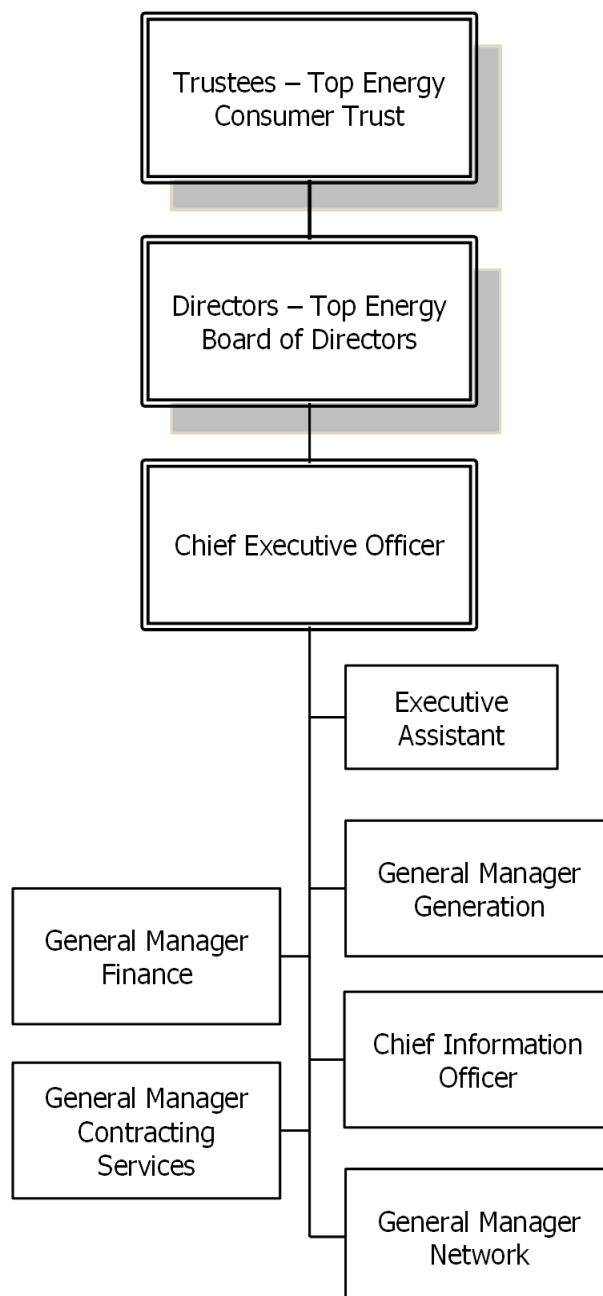 Trustees – Top Energy
Consumer Trust
Directors – Top Energy
Board of Directors
Chief Executive Officer
Executive
Assistant
General Manager
Generation
General Manager
Finance
Chief Information
Officer
General Manager
Contracting
Services
General Manager
Network